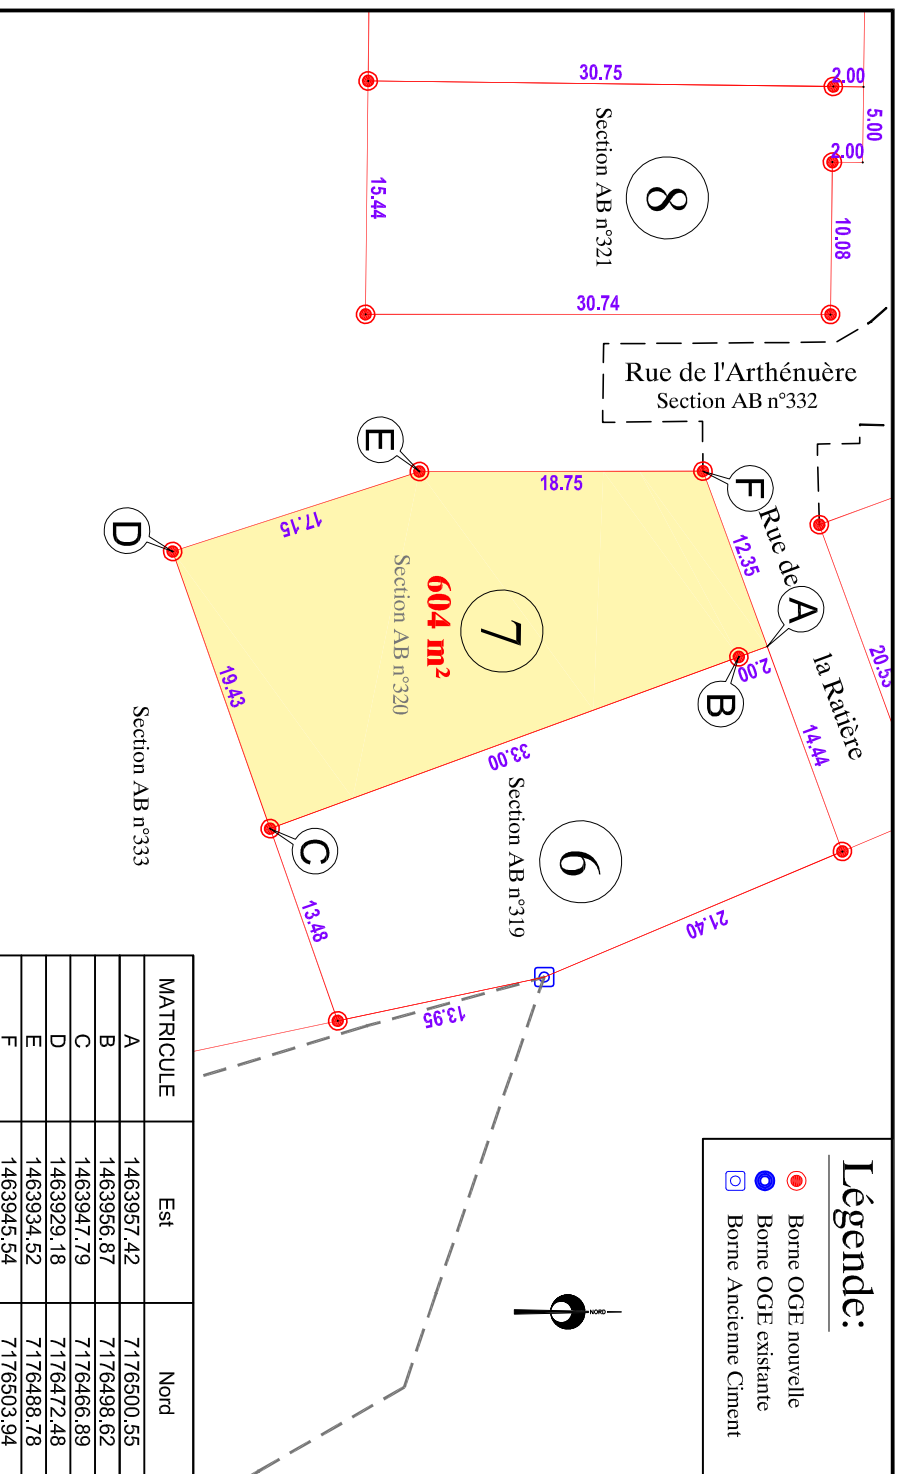 30.75
2.00
5.00
2.00
10.08
15.44
30.74
8
Section AB n°321
Rue de l'Arthénuère
Section AB n°332
E
F
18.75
17.15
D
12.35
Rue de
la Ratière
A
20.53
2.00
B
7
604 m²
Section AB n°320
19.43
33.00
14.44
C
Section AB n°333
6
Section AB n°319
21.40
13.48
13.95
Légende:
Borne OGE nouvelle
Borne OGE existante
Borne Ancienne Ciment
NORD
MATRICULE Est Nord
A 1463957.42 7176500.55
B 1463956.87 7176498.62
C 1463947.79 7176466.89
D 1463929.18 7176472.48
E 1463934.52 7176488.78
F 1463945.54 7176503.94